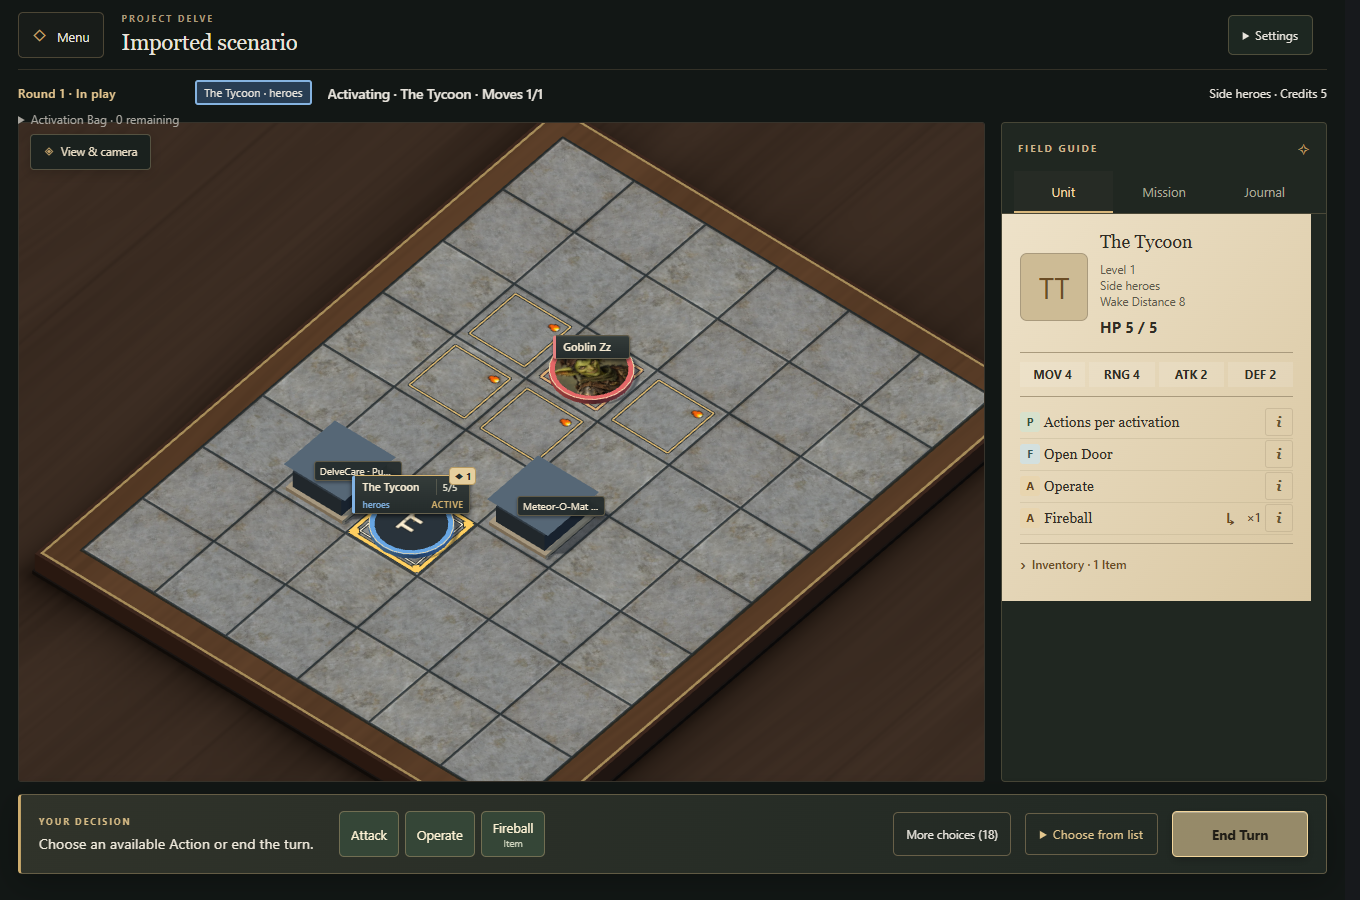 Menu
PROJECT DELVE
Imported scenario
Settings
Round 1 · In play
The Tycoon · heroes
Activating · The Tycoon · Moves 1/1
Side heroes · Credits 5
Activation Bag · 0 remaining
View & camera
Goblin Zz
DelveCare · Pu...
The Tycoon
5/5
1
heroes
ACTIVE
Meteor-O-Mat ...
FIELD GUIDE
Unit
Mission
Journal
TT
The Tycoon
Level 1
Side heroes
Wake Distance 8
HP 5 / 5
MOV 4
RNG 4
ATK 2
DEF 2
P Actions per activation i
F Open Door i
A Operate i
A Fireball ×1 i
Inventory · 1 Item
YOUR DECISION
Choose an available Action or end the turn.
Attack
Operate
Fireball
Item
More choices (18)
Choose from list
End Turn